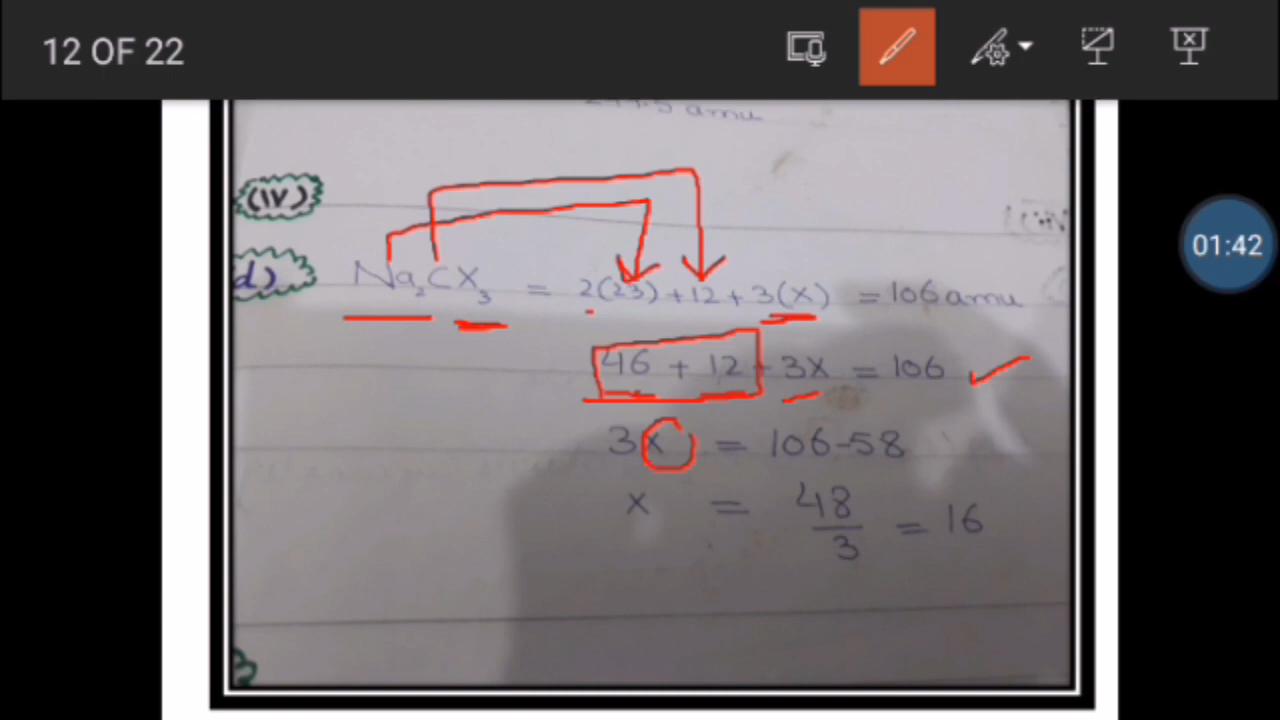 12 OF 22
01:42
amu
(iv)
d) Na₂CX₃ = 2(23)+12+3(x) = 106 amu
46 + 12 + 3x = 106
3x = 106-58
x = 48/3 = 16